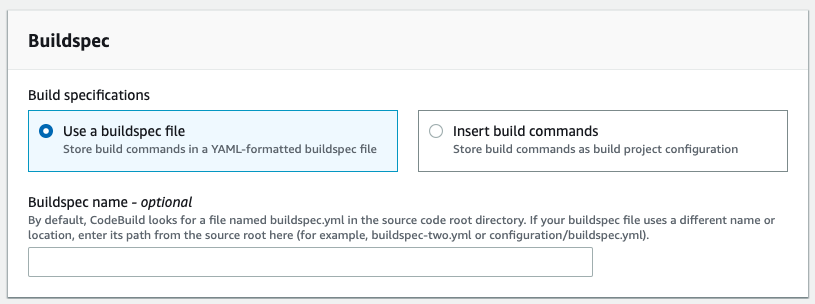 Buildspec
Build specifications
Use a buildspec file
Store build commands in a YAML-formatted buildspec file
Insert build commands
Store build commands as build project configuration
Buildspec name - optional
By default, CodeBuild looks for a file named buildspec.yml in the source code root directory. If your buildspec file uses a different name or
location, enter its path from the source root here (for example, buildspec-two.yml or configuration/buildspec.yml).